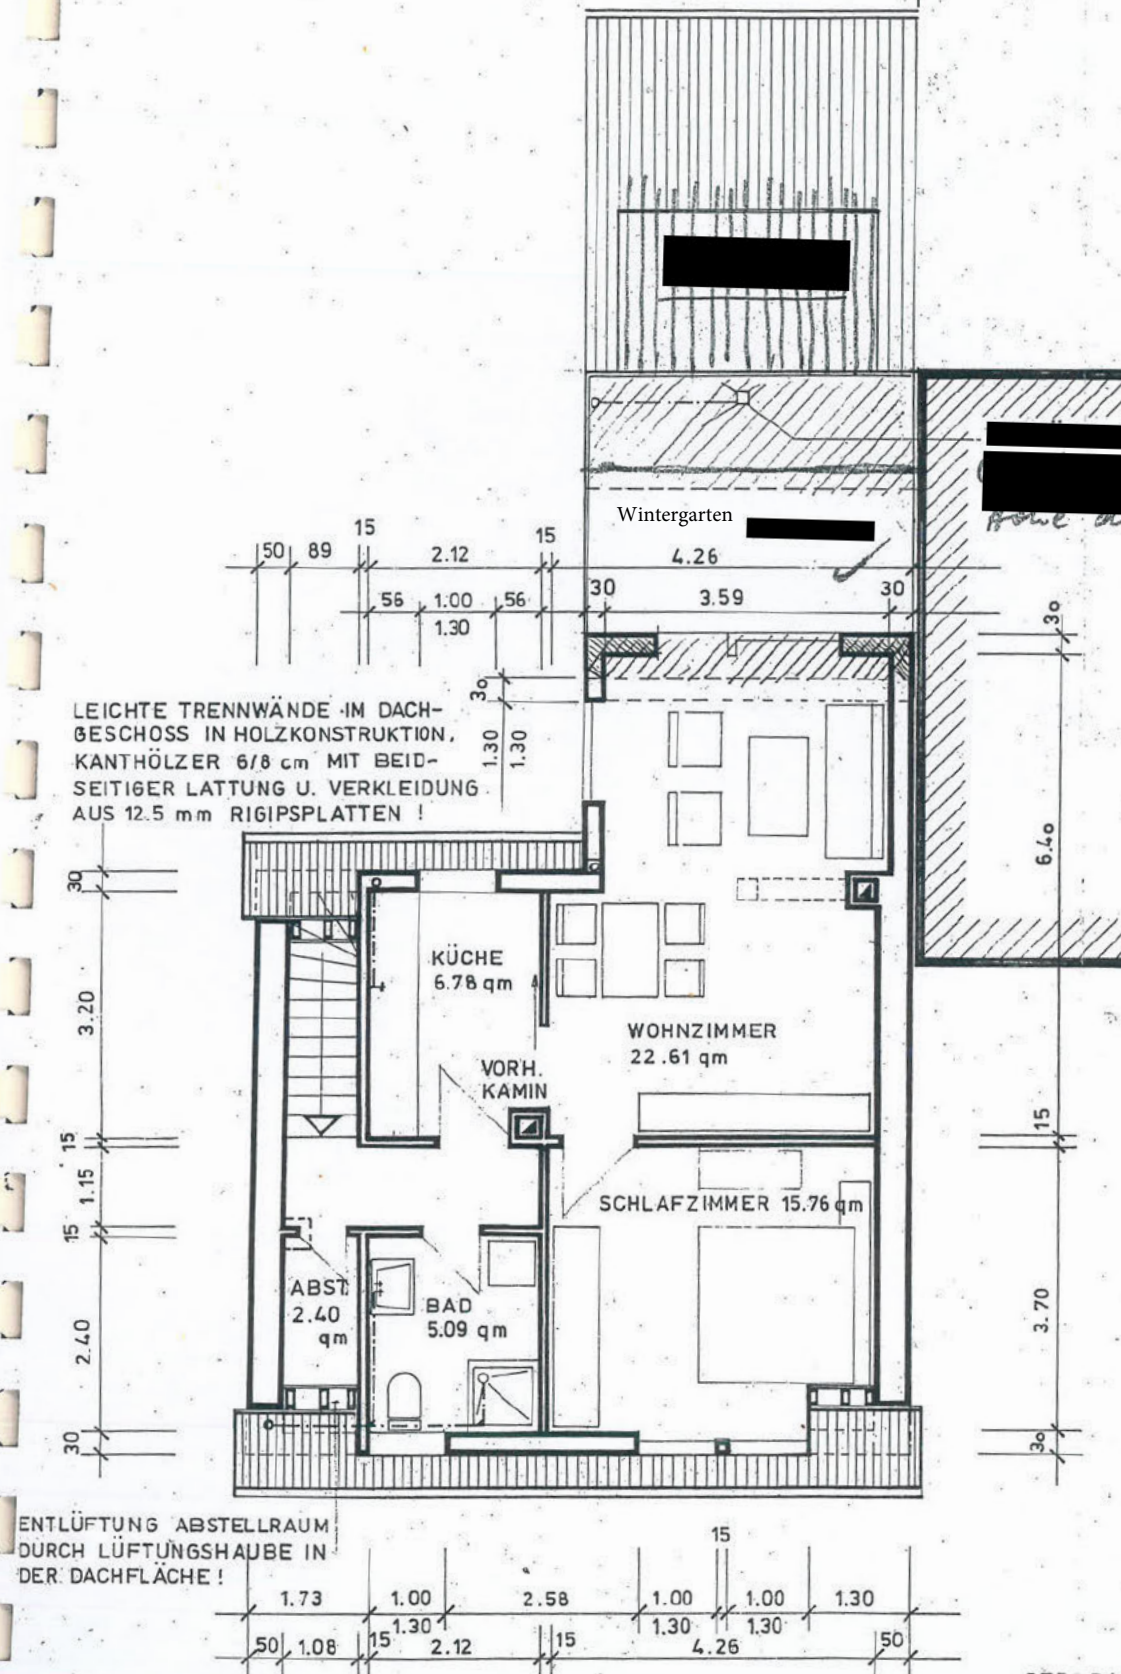 Höhe
Wintergarten
15
50
89
2.12
15
4.26
56
1.00
56
30
3.59
30
1.30
30
30
LEICHTE TRENNWÄNDE IM DACH-
GESCHOSS IN HOLZKONSTRUKTION,
KANTHÖLZER 6/8 cm MIT BEID-
SEITIGER LATTUNG U. VERKLEIDUNG
AUS 12.5 mm RIGIPSPLATTEN !
1.30
1.30
6.40
30
KÜCHE
6.78 qm
3.20
WOHNZIMMER
22.61 qm
VORH.
KAMIN
15
15
1.15
SCHLAFZIMMER 15.76 qm
15
ABST.
2.40
qm
BAD
5.09 qm
2.40
3.70
30
30
ENTLÜFTUNG ABSTELLRAUM
DURCH LÜFTUNGSHAUBE IN
DER DACHFLÄCHE !
15
1.73
1.00
2.58
1.00
1.00
1.30
1.30
1.30
1.30
50
1.08
15
2.12
15
4.26
50